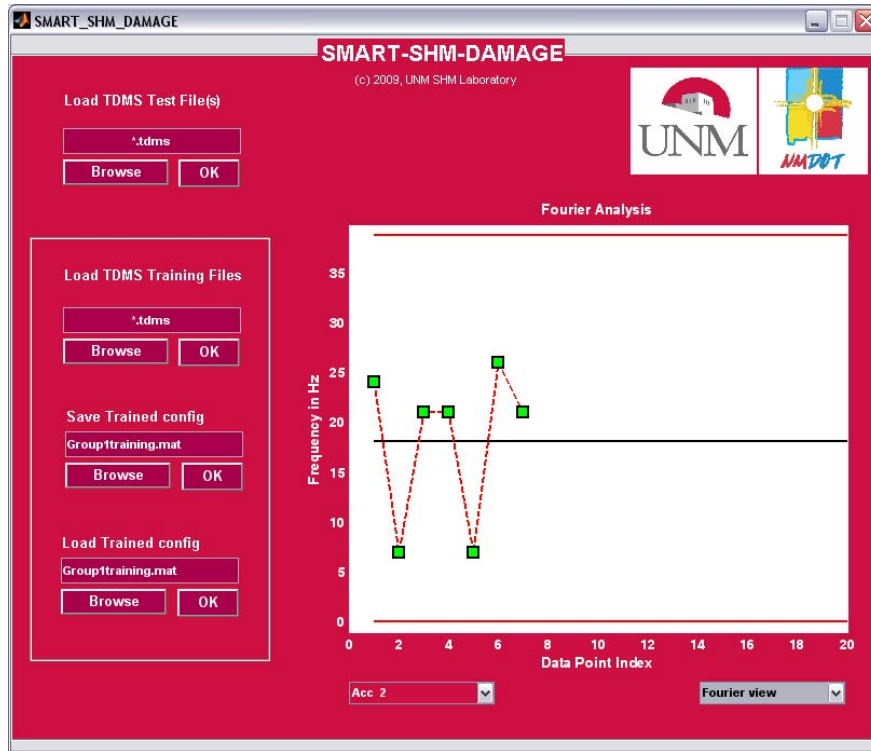 SMART_SHM_DAMAGE
SMART-SHM-DAMAGE
(c) 2009, UNM SHM Laboratory
UNM
NMDOT
Load TDMS Test File(s)
*.tdms
Browse
OK
Load TDMS Training Files
*.tdms
Browse
OK
Save Trained config
Group1training.mat
Browse
OK
Load Trained config
Group1training.mat
Browse
OK
Fourier Analysis
Frequency in Hz
35
30
25
20
15
10
5
0
0 2 4 6 8 10 12 14 16 18 20
Data Point Index
Acc 2
Fourier view